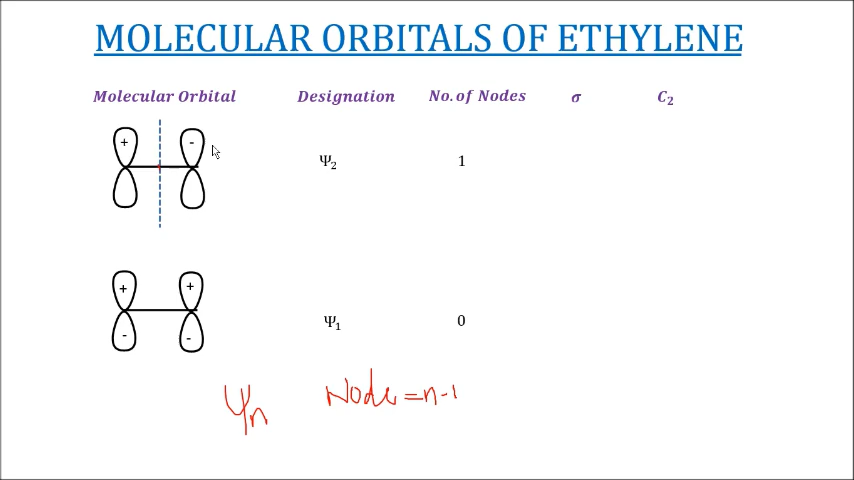 MOLECULAR ORBITALS OF ETHYLENE
Molecular Orbital Designation No. of Nodes σ C₂
+ -
Ψ₂ 1
+ +
- -
Ψ₁ 0
Ψn Node = n-1